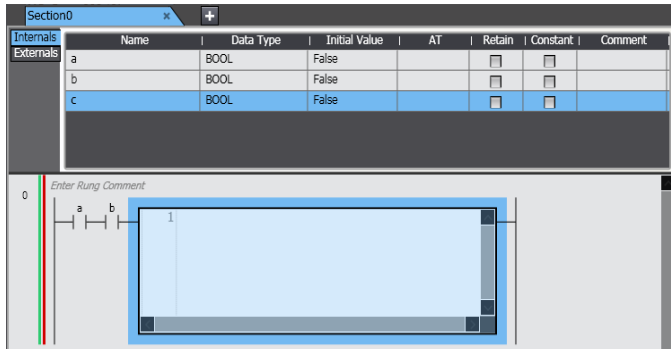 Section0 × +
Internals Name Data Type Initial Value AT Retain Constant Comment
Externals
a BOOL False
b BOOL False
c BOOL False
Enter Rung Comment
0
a b
1